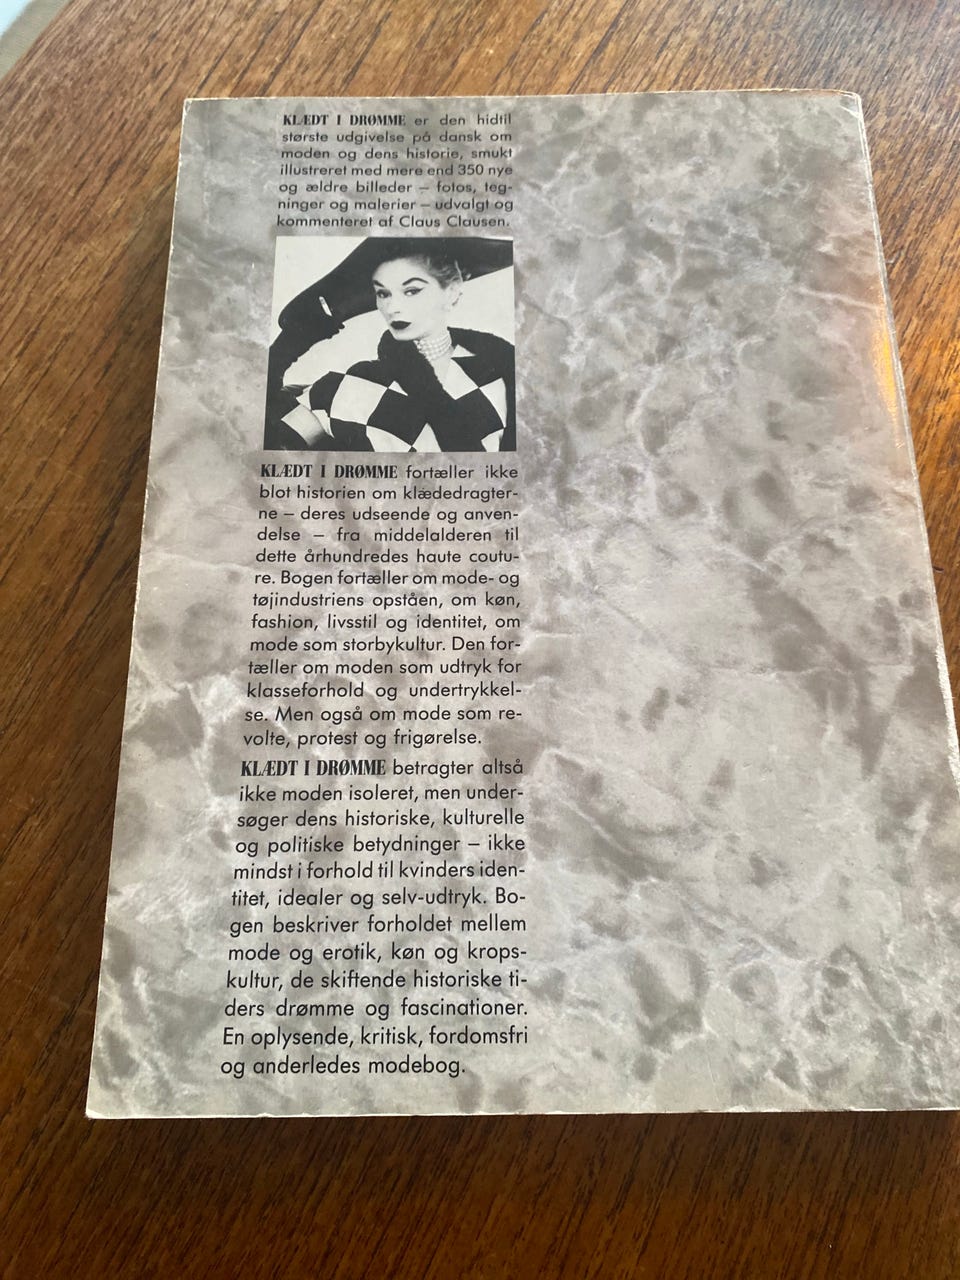 KLÆDT I DRØMME er den hidtil
største udgivelse på dansk om
moden og dens historie, smukt
illustreret med mere end 350 nye
og ældre billeder – fotos, teg-
ninger og malerier – udvalgt og
kommenteret af Claus Clausen.
KLÆDT I DRØMME fortæller ikke
blot historien om klædedragter-
ne – deres udseende og anven-
delse – fra middelalderen til
dette århundredes haute coutu-
re. Bogen fortæller om mode- og
tøjindustriens opståen, om køn,
fashion, livsstil og identitet, om
mode som storbykultur. Den for-
tæller om moden som udtryk for
klasseforhold og undertrykkel-
se. Men også om mode som re-
volte, protest og frigørelse.
KLÆDT I DRØMME betragter altså
ikke moden isoleret, men under-
søger dens historiske, kulturelle
og politiske betydninger – ikke
mindst i forhold til kvinders iden-
titet, idealer og selv-udtryk. Bo-
gen beskriver forholdet mellem
mode og erotik, køn og krops-
kultur, de skiftende historiske ti-
ders drømme og fascinationer.
En oplysende, kritisk, fordomsfri
og anderledes modebog.